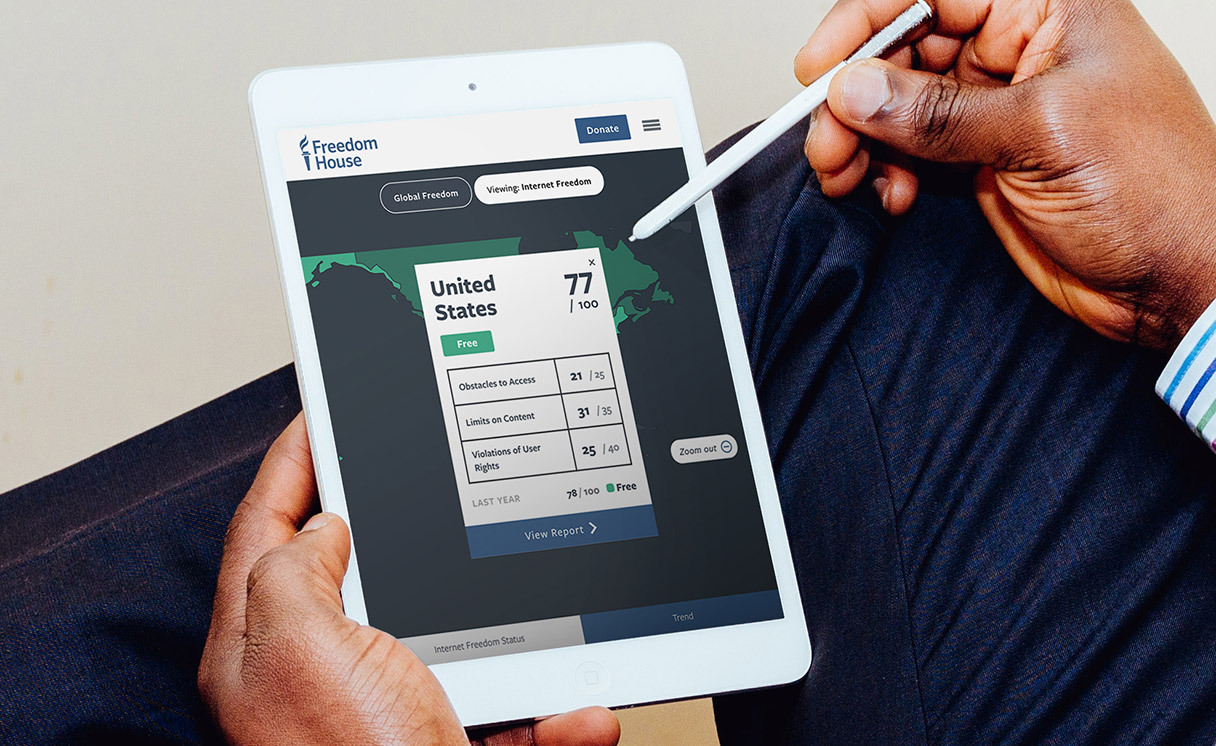 Freedom
House
Donate
Global Freedom
Viewing: Internet Freedom
x
United
States
77
/ 100
Free
Obstacles to Access 21 / 25
Limits on Content 31 / 35
Violations of User
Rights
25 / 40
LAST YEAR 78 / 100 Free
View Report
Zoom out
Internet Freedom Status
Trend